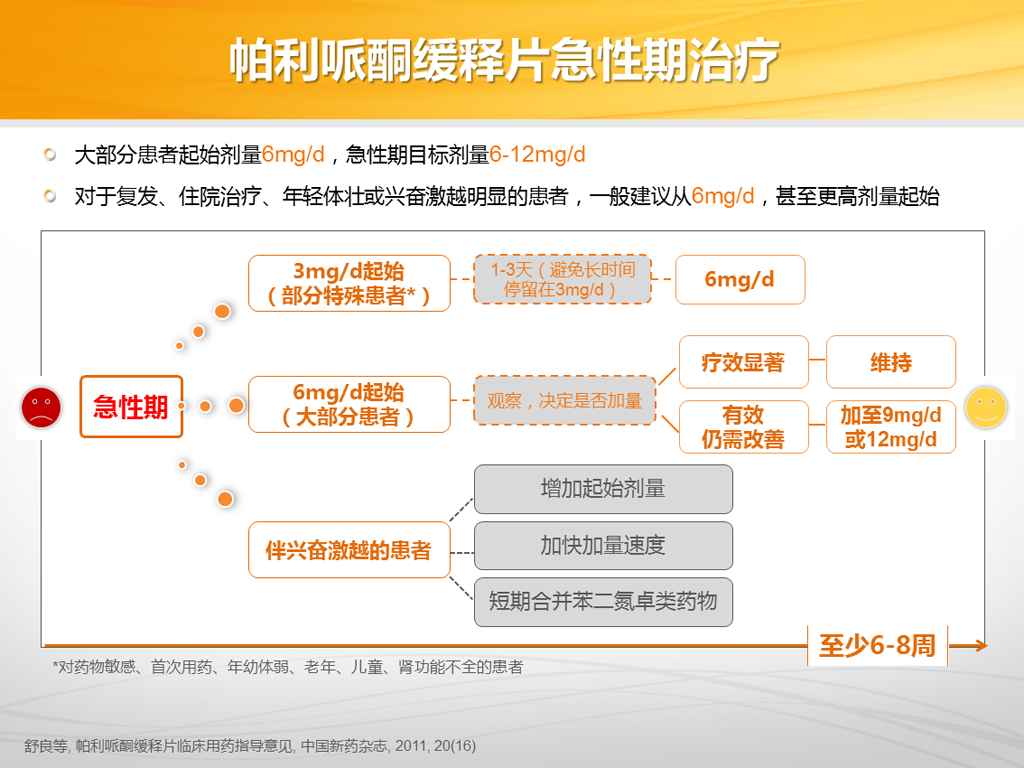 帕利哌酮缓释片急性期治疗
大部分患者起始剂量6mg/d，急性期目标剂量6-12mg/d
对于复发、住院治疗、年轻体壮或兴奋激越明显的患者，一般建议从6mg/d，甚至更高剂量起始
3mg/d起始
（部分特殊患者*）
1-3天（避免长时间
停留在3mg/d）
6mg/d
急性期
6mg/d起始
（大部分患者）
观察，决定是否加量
疗效显著
维持
有效
仍需改善
加至9mg/d
或12mg/d
伴兴奋激越的患者
增加起始剂量
加快加量速度
短期合并苯二氮卓类药物
至少6-8周
*对药物敏感、首次用药、年幼体弱、老年、儿童、肾功能不全的患者
舒良等, 帕利哌酮缓释片临床用药指导意见, 中国新药杂志, 2011, 20(16)